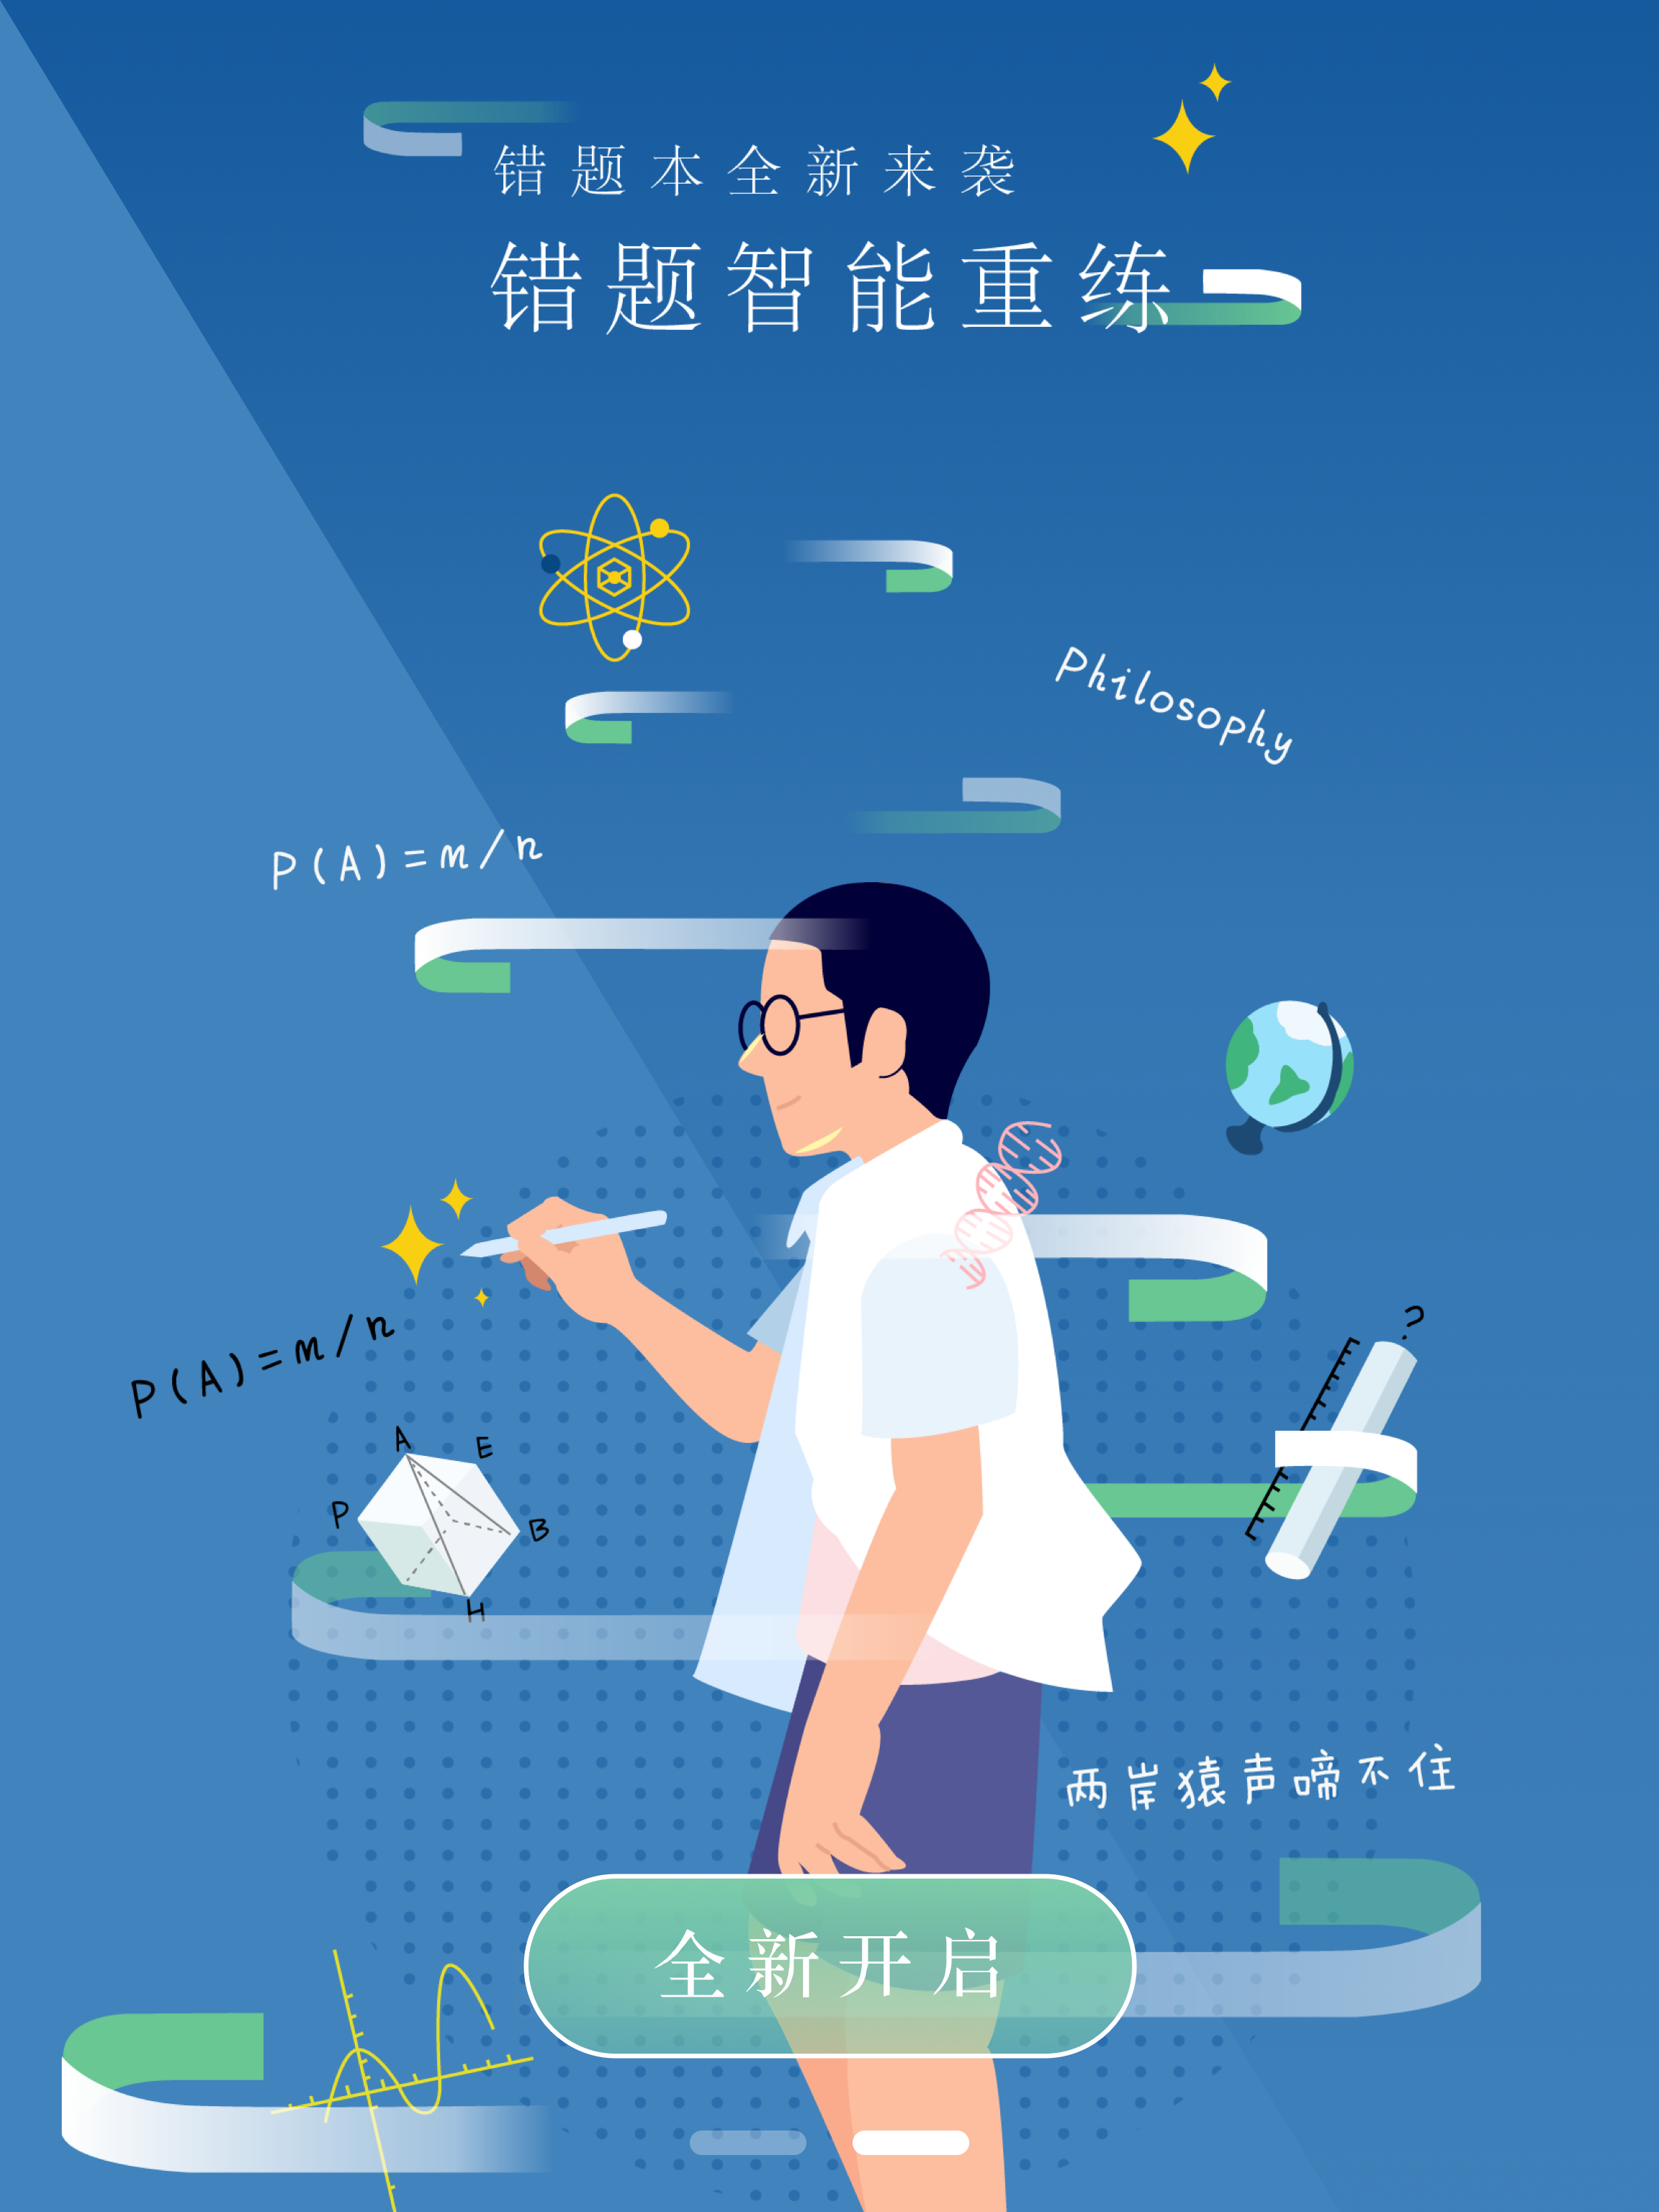 错题本全新来袭
错题智能重练
Philosophy
P(A)=m/n
P(A)=m/n
?
A
E
P
B
H
两岸猿声啼不住
全新开启